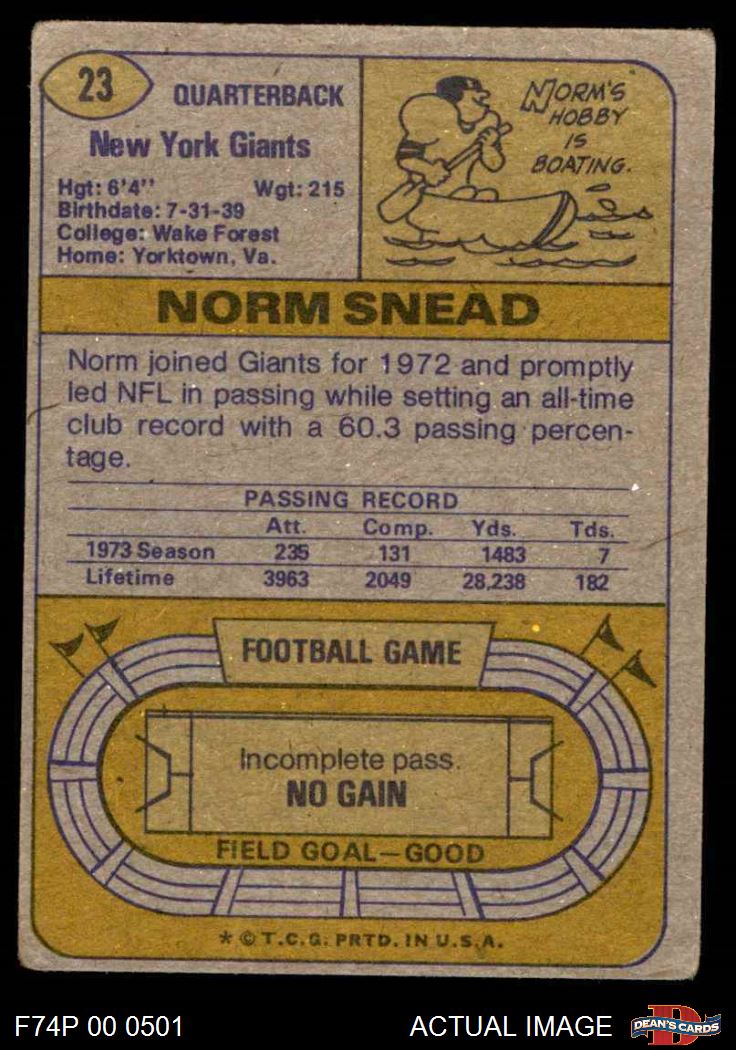 23
QUARTERBACK
New York Giants
Hgt: 6'4" Wgt: 215
Birthdate: 7-31-39
College: Wake Forest
Home: Yorktown, Va.
NORM'S
HOBBY
IS
BOATING.
NORM SNEAD
Norm joined Giants for 1972 and promptly
led NFL in passing while setting an all-time
club record with a 60.3 passing percen-
tage.
PASSING RECORD
Att. Comp. Yds. Tds.
1973 Season 235 131 1483 7
Lifetime 3963 2049 28,238 182
FOOTBALL GAME
Incomplete pass.
NO GAIN
FIELD GOAL—GOOD
* © T.C.G. PRTD. IN U.S.A.
F74P 00 0501 ACTUAL IMAGE
D
DEAN'S CARDS